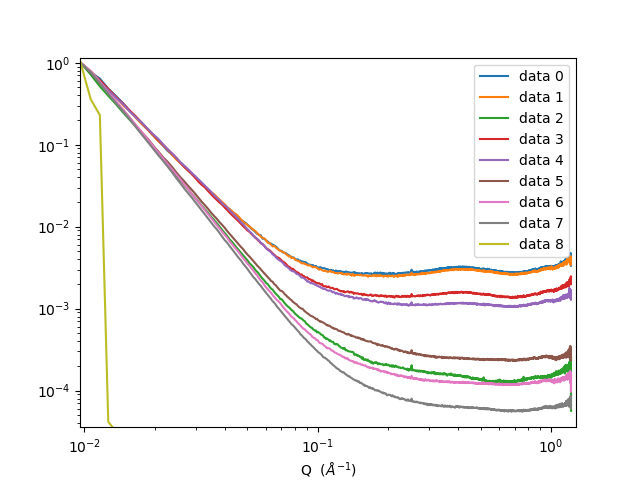 10⁰
10⁻¹
10⁻²
10⁻³
10⁻⁴
data 0
data 1
data 2
data 3
data 4
data 5
data 6
data 7
data 8
10⁻² 10⁻¹ 10⁰
Q (Å⁻¹)